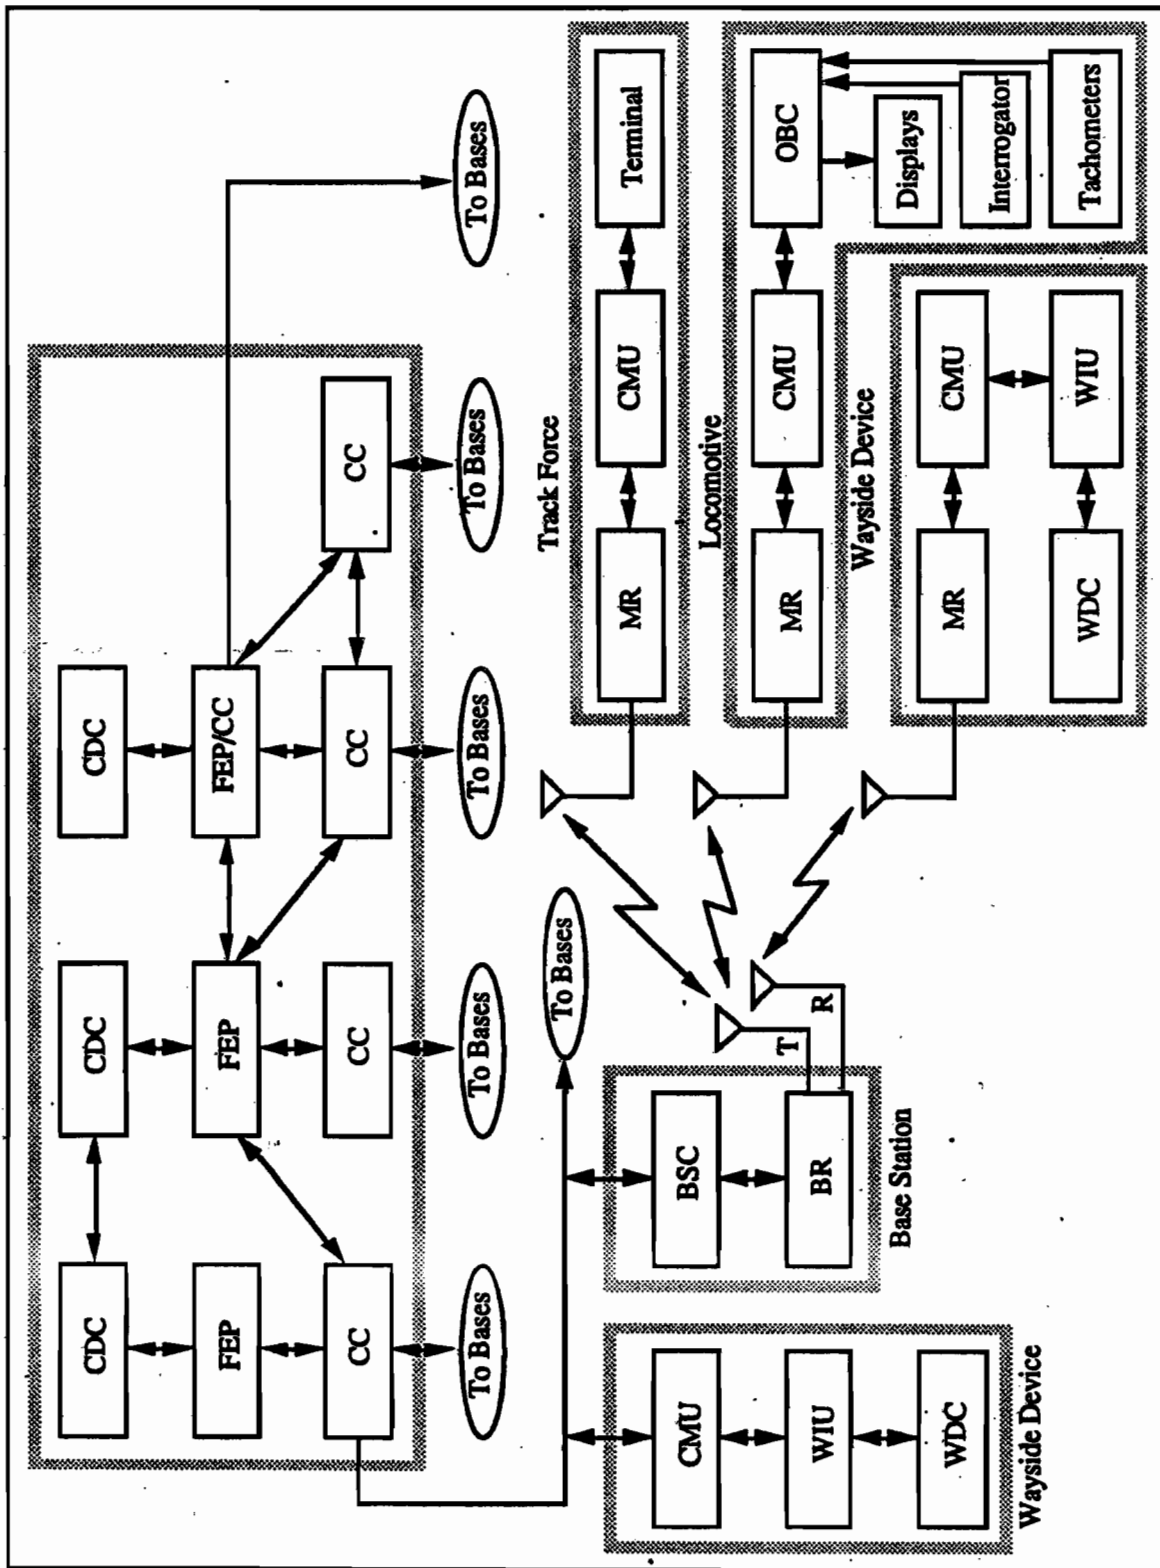 CDC
CDC
CDC
FEP
FEP
FEP/CC
CC
CC
CC
CC
To Bases
To Bases
To Bases
To Bases
To Bases
To Bases
Track Force
MR
CMU
Terminal
Locomotive
MR
CMU
OBC
Displays
Interrogator
Tachometers
Wayside Device
MR
CMU
WDC
WIU
T
R
BSC
BR
Base Station
CMU
WIU
WDC
Wayside Device